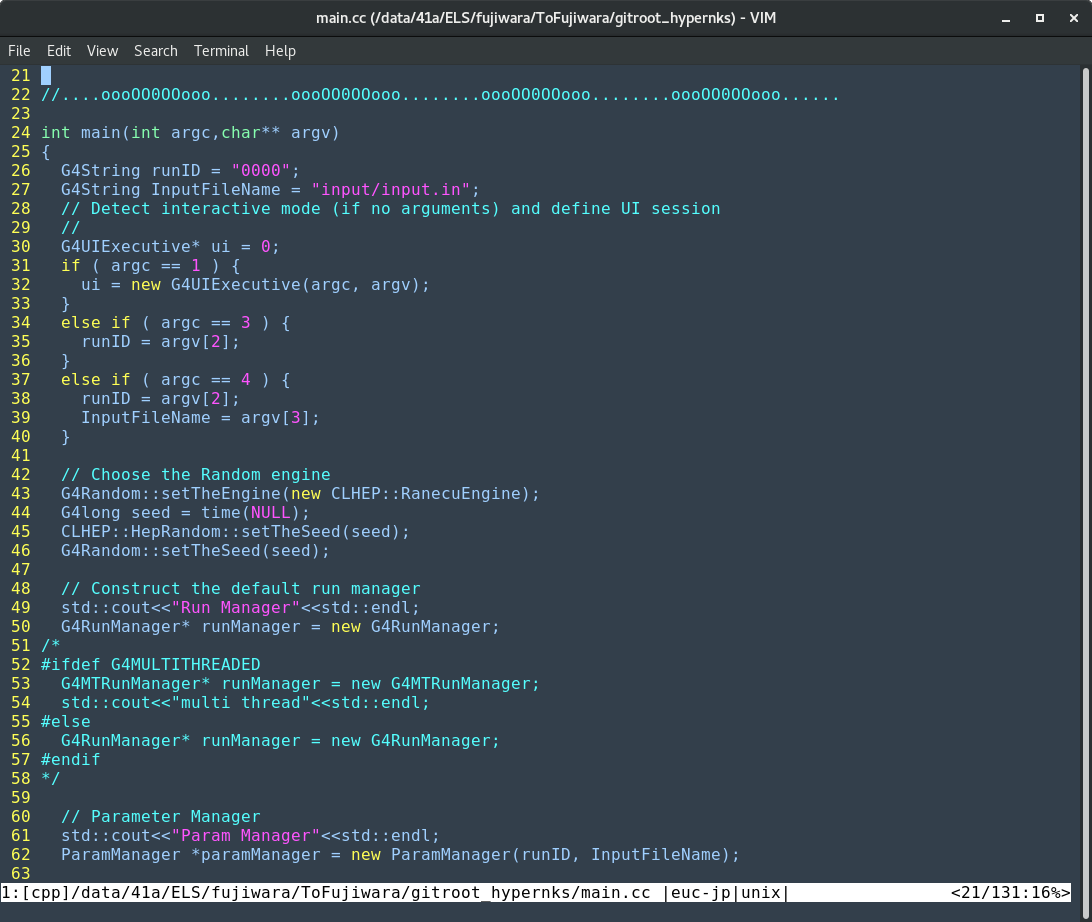 main.cc (/data/41a/ELS/fujiwara/ToFujiwara/gitroot_hypernks) - VIM
File Edit View Search Terminal Help
21
22 //....oooOO0OOooo........oooOO0OOooo........oooOO0OOooo........oooOO0OOooo......
23
24 int main(int argc,char** argv)
25 {
26   G4String runID = "0000";
27   G4String InputFileName = "input/input.in";
28   // Detect interactive mode (if no arguments) and define UI session
29   //
30   G4UIExecutive* ui = 0;
31   if ( argc == 1 ) {
32     ui = new G4UIExecutive(argc, argv);
33   }
34   else if ( argc == 3 ) {
35     runID = argv[2];
36   }
37   else if ( argc == 4 ) {
38     runID = argv[2];
39     InputFileName = argv[3];
40   }
41
42   // Choose the Random engine
43   G4Random::setTheEngine(new CLHEP::RanecuEngine);
44   G4long seed = time(NULL);
45   CLHEP::HepRandom::setTheSeed(seed);
46   G4Random::setTheSeed(seed);
47
48   // Construct the default run manager
49   std::cout<<"Run Manager"<<std::endl;
50   G4RunManager* runManager = new G4RunManager;
51 /*
52 #ifdef G4MULTITHREADED
53   G4MTRunManager* runManager = new G4MTRunManager;
54   std::cout<<"multi thread"<<std::endl;
55 #else
56   G4RunManager* runManager = new G4RunManager;
57 #endif
58 */
59
60   // Parameter Manager
61   std::cout<<"Param Manager"<<std::endl;
62   ParamManager *paramManager = new ParamManager(runID, InputFileName);
63
1:[cpp]/data/41a/ELS/fujiwara/ToFujiwara/gitroot_hypernks/main.cc |euc-jp|unix| <21/131:16%>